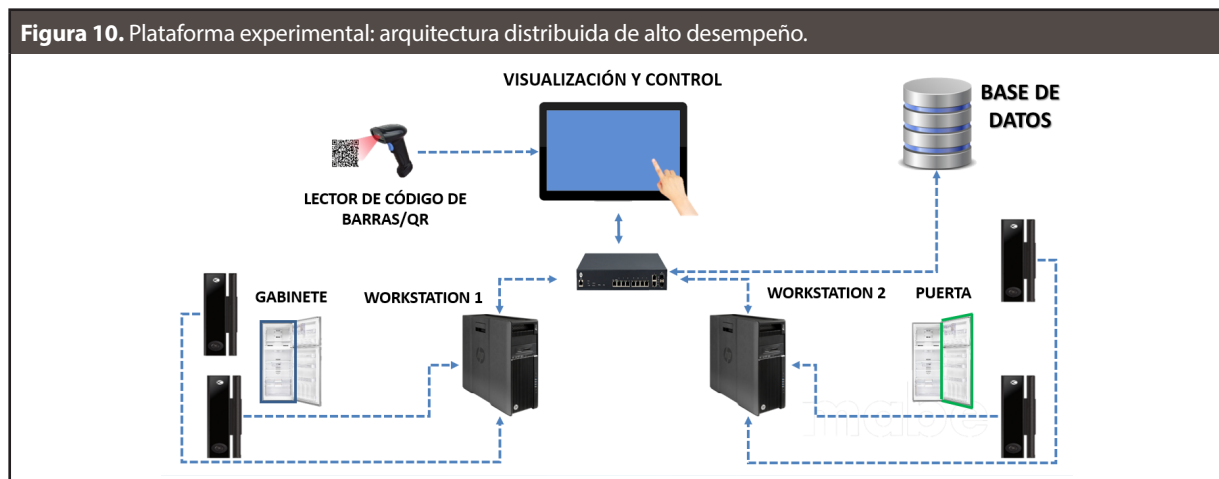 Figura 10. Plataforma experimental: arquitectura distribuida de alto desempeño.
VISUALIZACIÓN Y CONTROL
BASE DE
DATOS
LECTOR DE CÓDIGO DE
BARRAS/QR
GABINETE
WORKSTATION 1
WORKSTATION 2
PUERTA
mabe